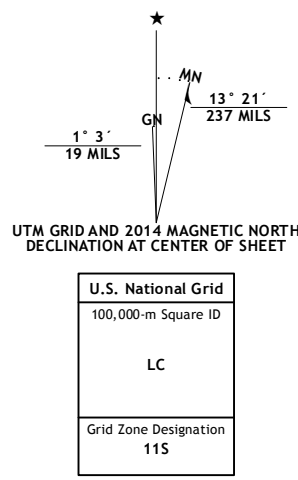 ★
MN
GN
13° 21´
237 MILS
1° 3´
19 MILS
UTM GRID AND 2014 MAGNETIC NORTH
DECLINATION AT CENTER OF SHEET
U.S. National Grid
100,000-m Square ID
LC
Grid Zone Designation
11S